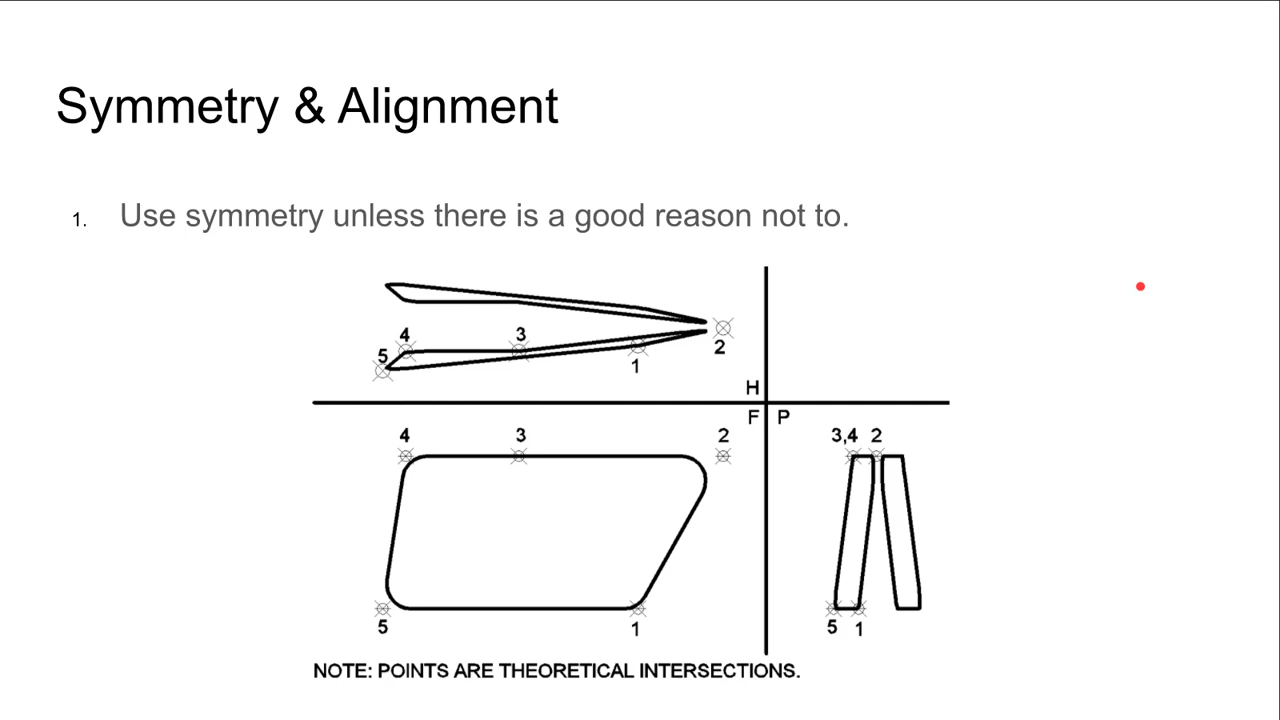 Symmetry & Alignment
1. Use symmetry unless there is a good reason not to.
4
3
5
2
1
H
F P
4 3 2 3,4 2
5 1 5 1
NOTE: POINTS ARE THEORETICAL INTERSECTIONS.